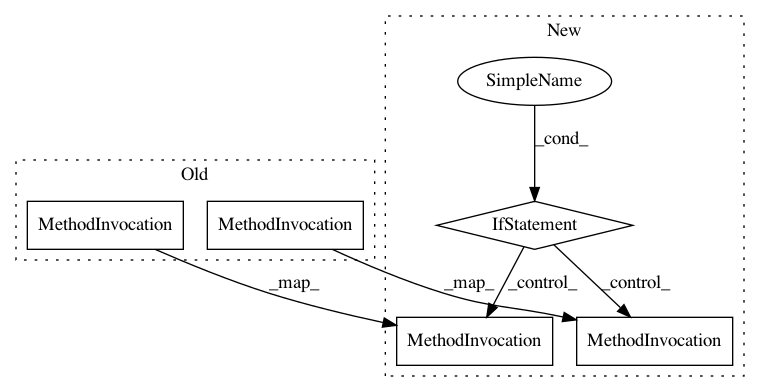 New
SimpleName
_cond_
Old
MethodInvocation
MethodInvocation
IfStatement
_map_
_map_
_control_
_control_
MethodInvocation
MethodInvocation